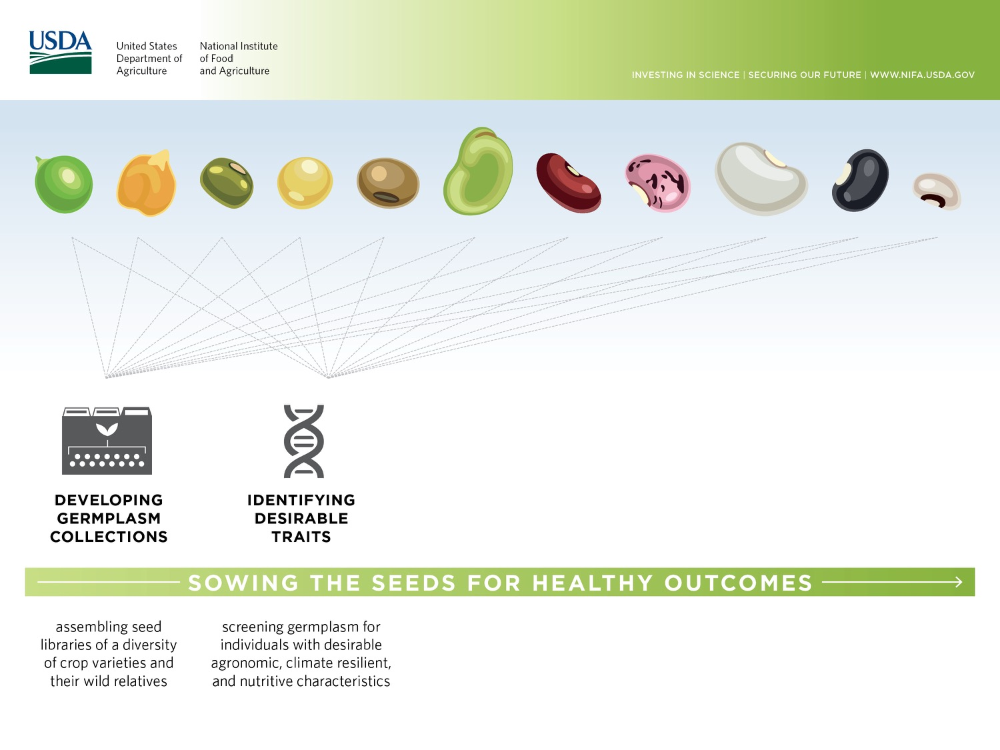 USDA
United States
Department of
Agriculture
National Institute
of Food
and Agriculture
INVESTING IN SCIENCE | SECURING OUR FUTURE | WWW.NIFA.USDA.GOV
DEVELOPING
GERMPLASM
COLLECTIONS
IDENTIFYING
DESIRABLE
TRAITS
SOWING THE SEEDS FOR HEALTHY OUTCOMES
assembling seed
libraries of a diversity
of crop varieties and
their wild relatives
screening germplasm for
individuals with desirable
agronomic, climate resilient,
and nutritive characteristics